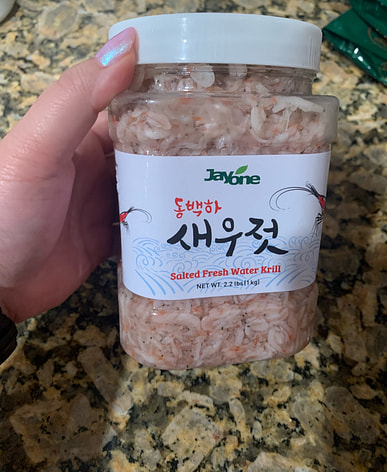 Jayone
동백하
새우젓
Salted Fresh Water Krill
NET WT. 2.2 lbs(1kg)